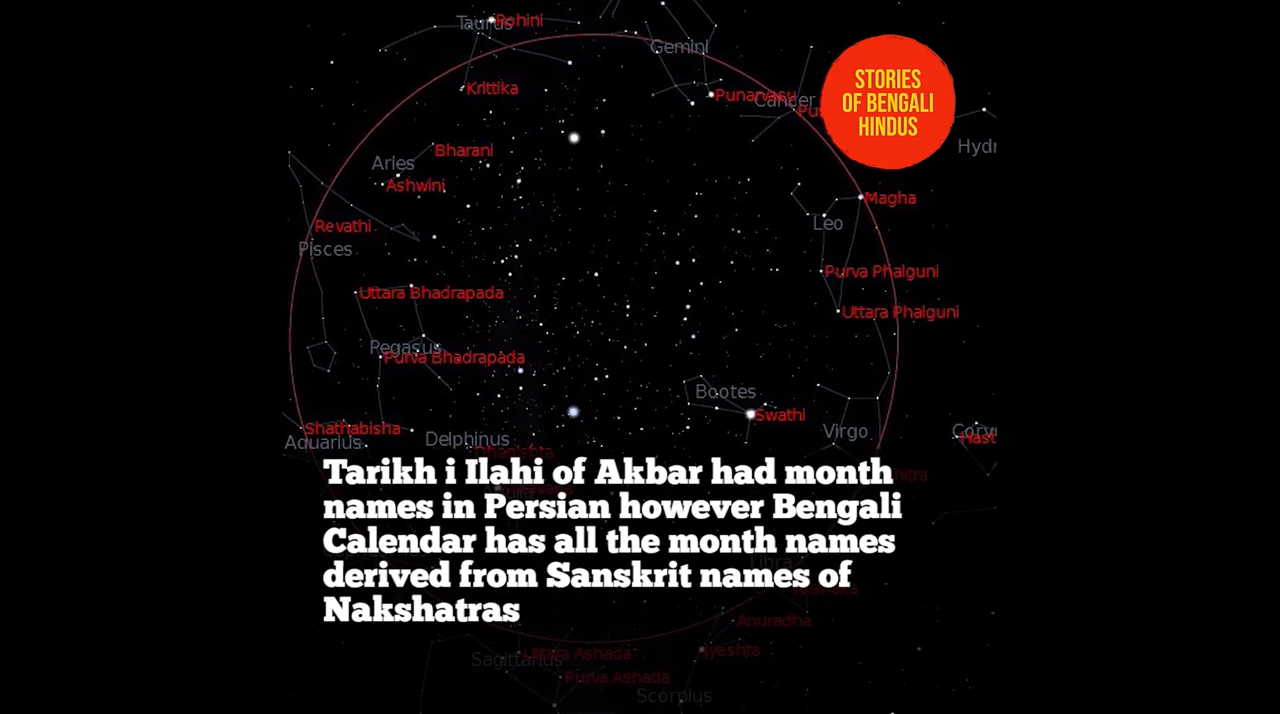 Taurus
Rohini
Gemini
Krittika
Punarvasu
Cancer
STORIES
OF BENGALI
HINDUS
Hydr
Bharani
Aries
Ashwini
Magha
Revathi
Leo
Pisces
Purva Phalguni
Uttara Bhadrapada
Uttara Phalguni
Pegasus
Purva Bhadrapada
Bootes
Swathi
Shathabisha
Aquarius
Delphinus
Virgo
Corv
Hast
Dhanishta
Tarikh i Ilahi of Akbar had month
names in Persian however Bengali
Calendar has all the month names
derived from Sanskrit names of
Nakshatras
Anuradha
Uttara Ashada
Jyeshta
Sagittarius
Purva Ashada
Scorpius